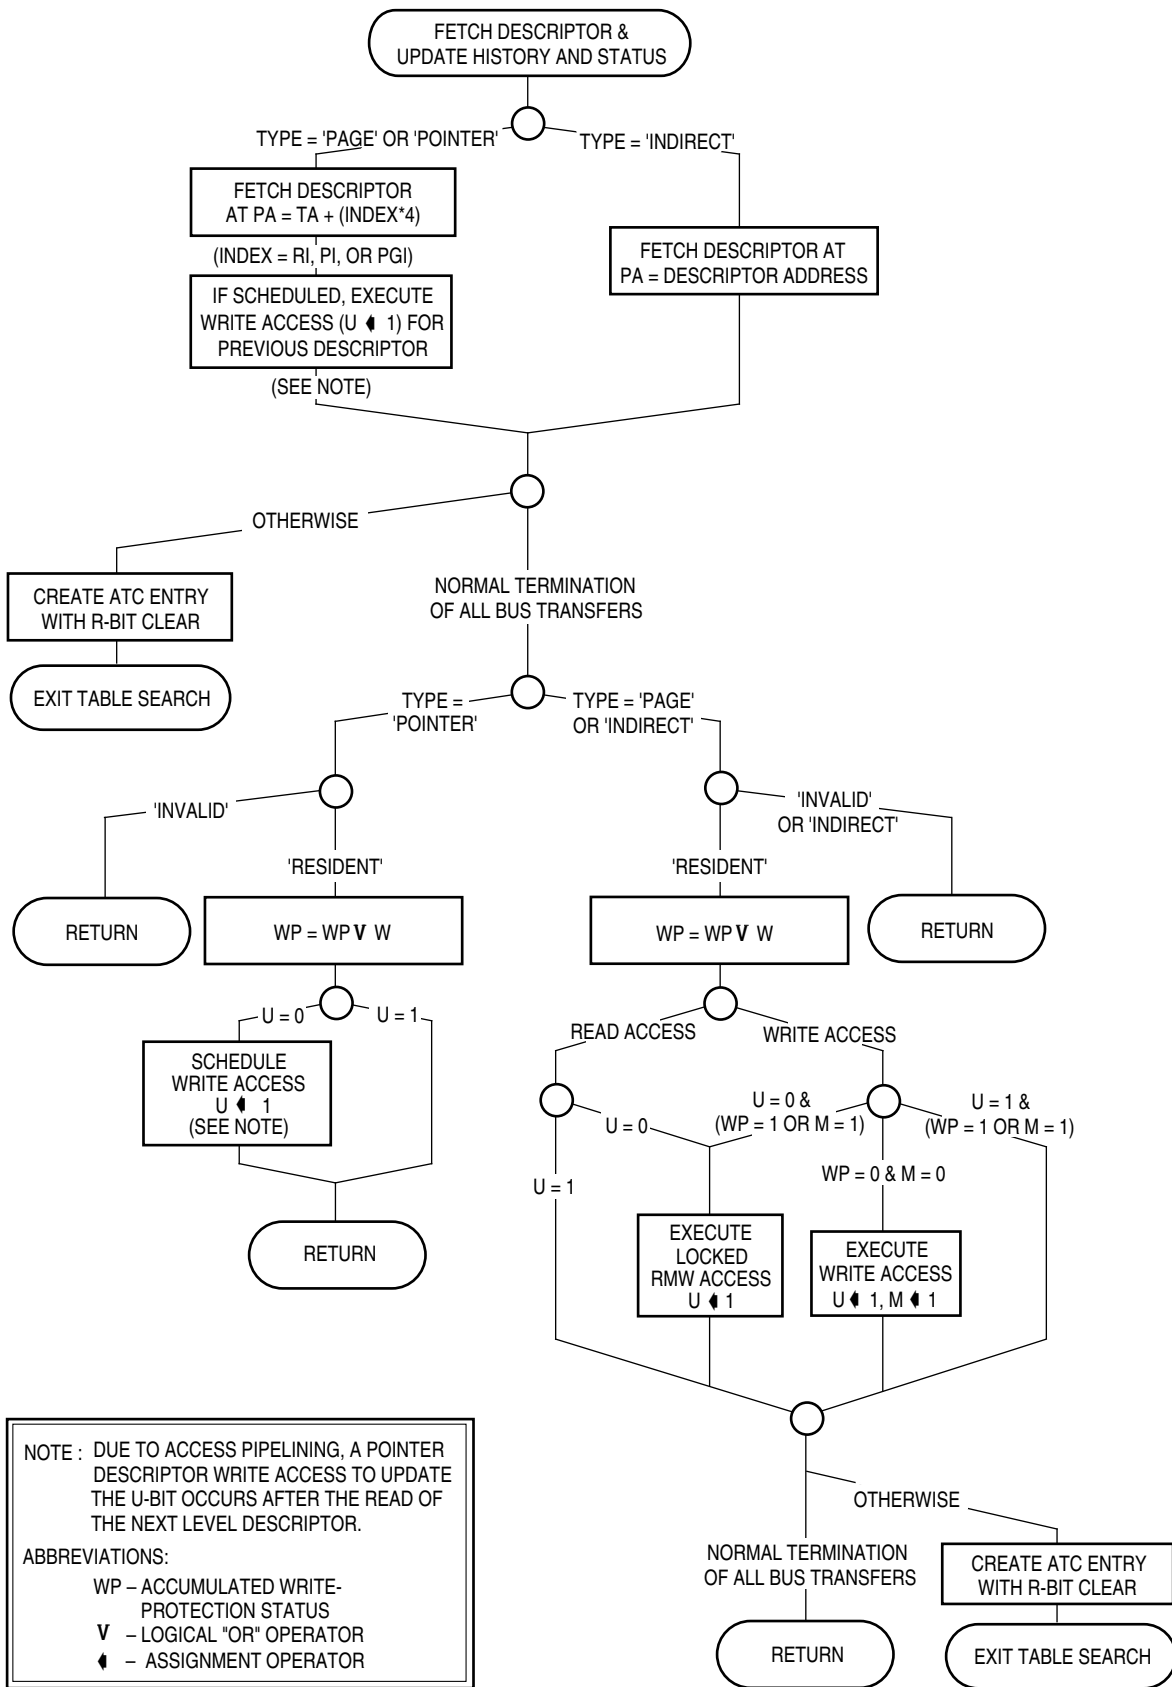 FETCH DESCRIPTOR &
UPDATE HISTORY AND STATUS
TYPE = 'PAGE' OR 'POINTER'
TYPE = 'INDIRECT'
FETCH DESCRIPTOR
AT PA = TA + (INDEX*4)
(INDEX = RI, PI, OR PGI)
IF SCHEDULED, EXECUTE
WRITE ACCESS (U ⬧ 1) FOR
PREVIOUS DESCRIPTOR
(SEE NOTE)
FETCH DESCRIPTOR AT
PA = DESCRIPTOR ADDRESS
OTHERWISE
CREATE ATC ENTRY
WITH R-BIT CLEAR
EXIT TABLE SEARCH
NORMAL TERMINATION
OF ALL BUS TRANSFERS
TYPE =
'POINTER'
TYPE = 'PAGE'
OR 'INDIRECT'
'INVALID'
'RESIDENT'
RETURN
WP = WP V W
U = 0
U = 1
SCHEDULE
WRITE ACCESS
U ⬧ 1
(SEE NOTE)
RETURN
'INVALID'
OR 'INDIRECT'
'RESIDENT'
WP = WP V W
RETURN
READ ACCESS
WRITE ACCESS
U = 0
U = 0 &
(WP = 1 OR M = 1)
U = 1 &
(WP = 1 OR M = 1)
U = 1
WP = 0 & M = 0
EXECUTE
LOCKED
RMW ACCESS
U ⬧ 1
EXECUTE
WRITE ACCESS
U ⬧ 1, M ⬧ 1
OTHERWISE
NORMAL TERMINATION
OF ALL BUS TRANSFERS
CREATE ATC ENTRY
WITH R-BIT CLEAR
RETURN
EXIT TABLE SEARCH
NOTE : DUE TO ACCESS PIPELINING, A POINTER
DESCRIPTOR WRITE ACCESS TO UPDATE
THE U-BIT OCCURS AFTER THE READ OF
THE NEXT LEVEL DESCRIPTOR.
ABBREVIATIONS:
WP – ACCUMULATED WRITE-
PROTECTION STATUS
V – LOGICAL "OR" OPERATOR
⬧ – ASSIGNMENT OPERATOR